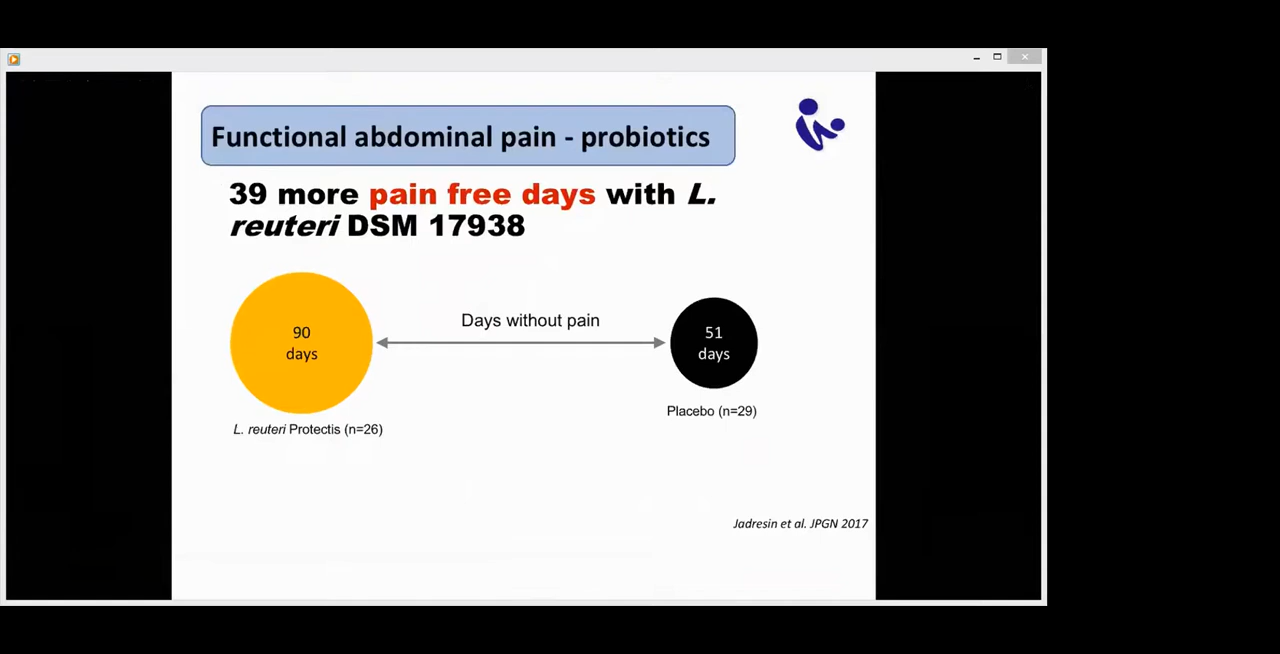 Functional abdominal pain - probiotics
39 more pain free days with L.
reuteri DSM 17938
Days without pain
90
days
51
days
L. reuteri Protectis (n=26)
Placebo (n=29)
Jadresin et al. JPGN 2017